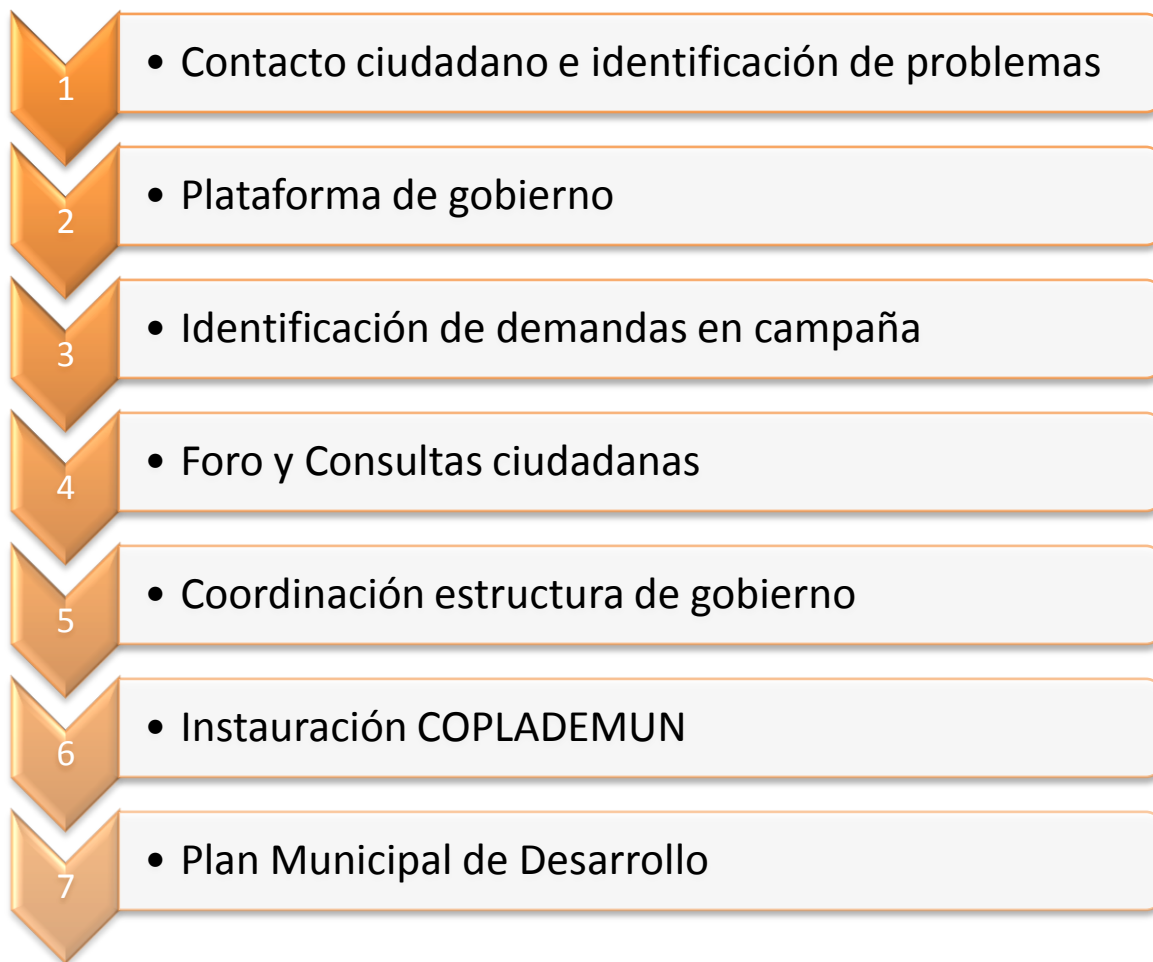 1
• Contacto ciudadano e identificación de problemas
2
• Plataforma de gobierno
3
• Identificación de demandas en campaña
4
• Foro y Consultas ciudadanas
5
• Coordinación estructura de gobierno
6
• Instauración COPLADEMUN
7
• Plan Municipal de Desarrollo